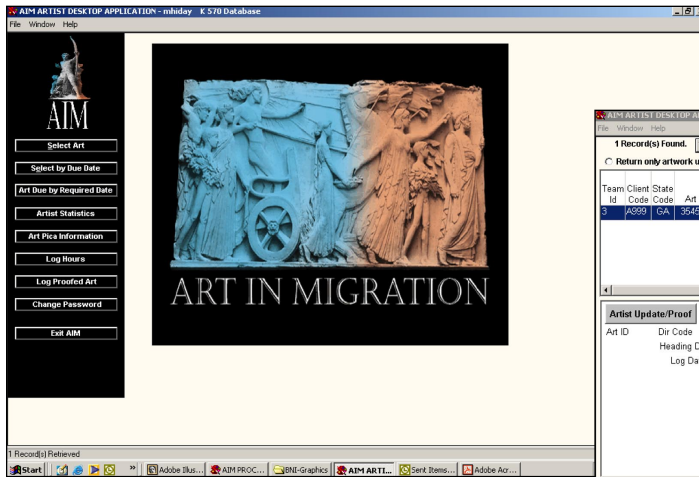 AIM ARTIST DESKTOP APPLICATION - mhiday K 570 Database
File Window Help
AIM
Select Art
Select by Due Date
Art Due by Required Date
Artist Statistics
Art Pica Information
Log Hours
Log Proofed Art
Change Password
Exit AIM
ART IN MIGRATION
AIM ARTIST DESKTOP A
File Window Help
1 Record(s) Found.
Return only artwork u
Team Client State
Id Code Code Art
3 A999 GA 3545
Artist Update/Proof
Art ID Dir Code
Heading D
Log Da
1 Record(s) Retrieved
Start » Adobe Illus... AIM PROC... BNI-Graphics AIM ARTI... Sent Items... Adobe Acr...